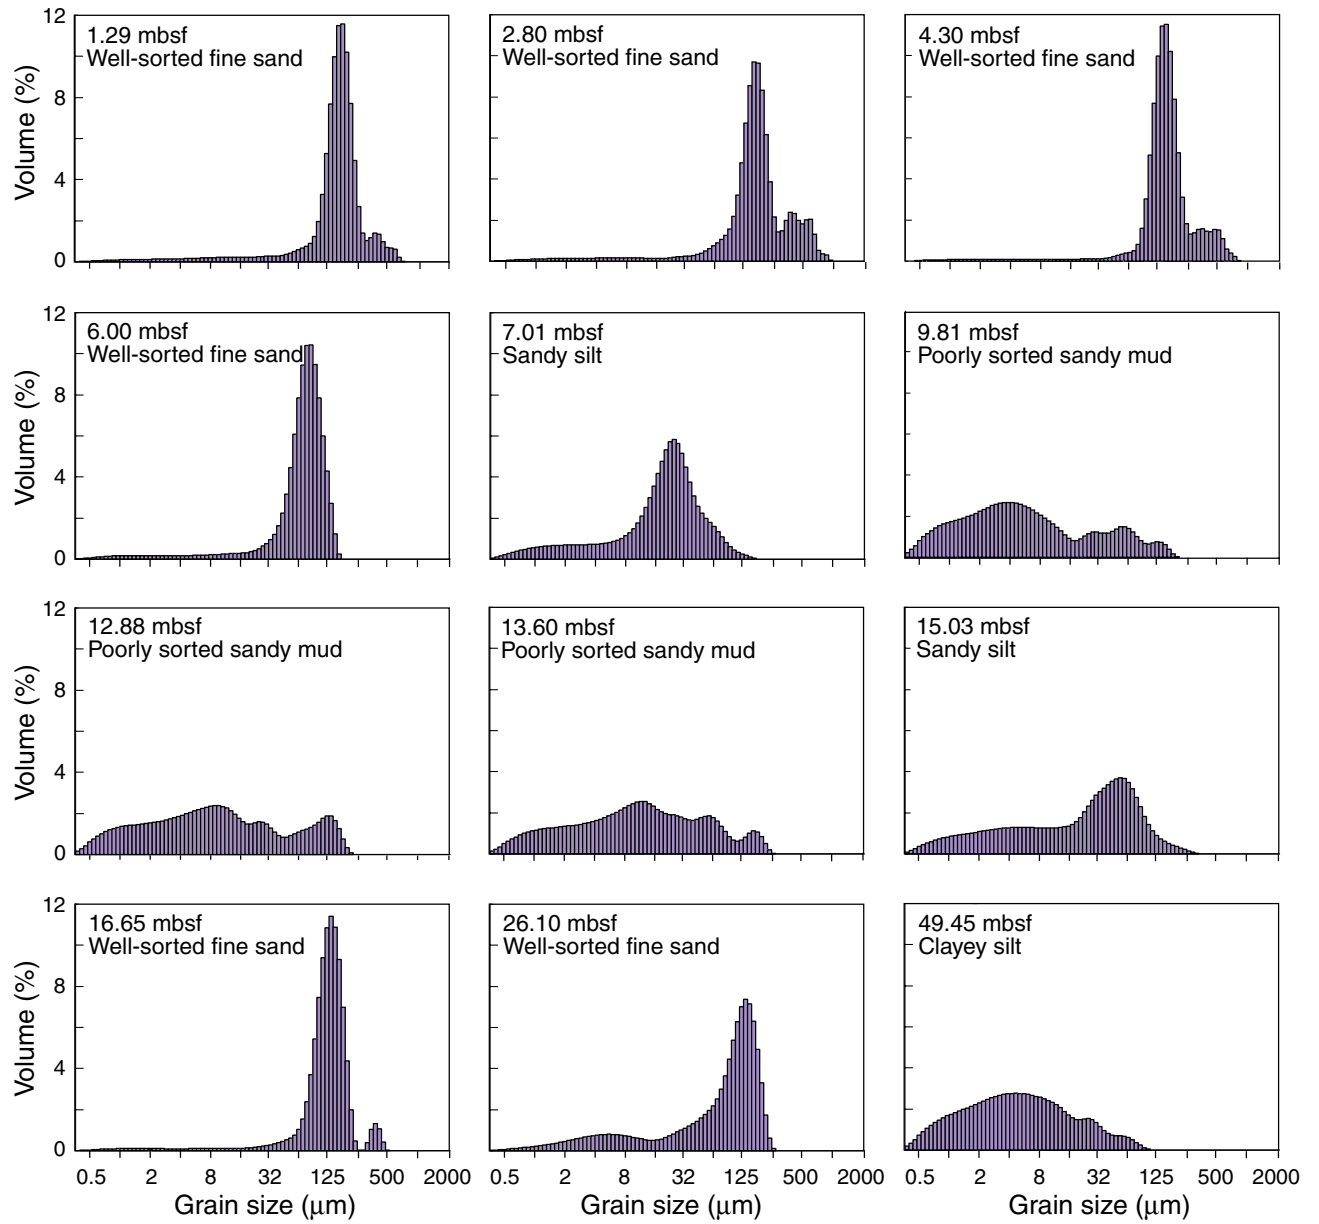 12
8
4
0
Volume (%)
1.29 mbsf
Well-sorted fine sand
2.80 mbsf
Well-sorted fine sand
4.30 mbsf
Well-sorted fine sand
12
8
4
0
Volume (%)
6.00 mbsf
Well-sorted fine sand
7.01 mbsf
Sandy silt
9.81 mbsf
Poorly sorted sandy mud
12
8
4
0
Volume (%)
12.88 mbsf
Poorly sorted sandy mud
13.60 mbsf
Poorly sorted sandy mud
15.03 mbsf
Sandy silt
12
8
4
0
Volume (%)
16.65 mbsf
Well-sorted fine sand
26.10 mbsf
Well-sorted fine sand
49.45 mbsf
Clayey silt
0.5 2 8 32 125 500 2000
Grain size (μm)
0.5 2 8 32 125 500 2000
Grain size (μm)
0.5 2 8 32 125 500 2000
Grain size (μm)